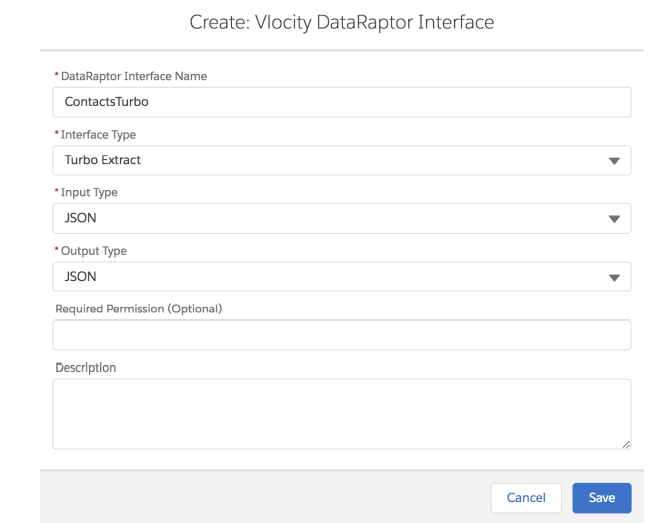 Create: Vlocity DataRaptor Interface
* DataRaptor Interface Name
ContactsTurbo
* Interface Type
Turbo Extract
* Input Type
JSON
* Output Type
JSON
Required Permission (Optional)
Description
Cancel Save